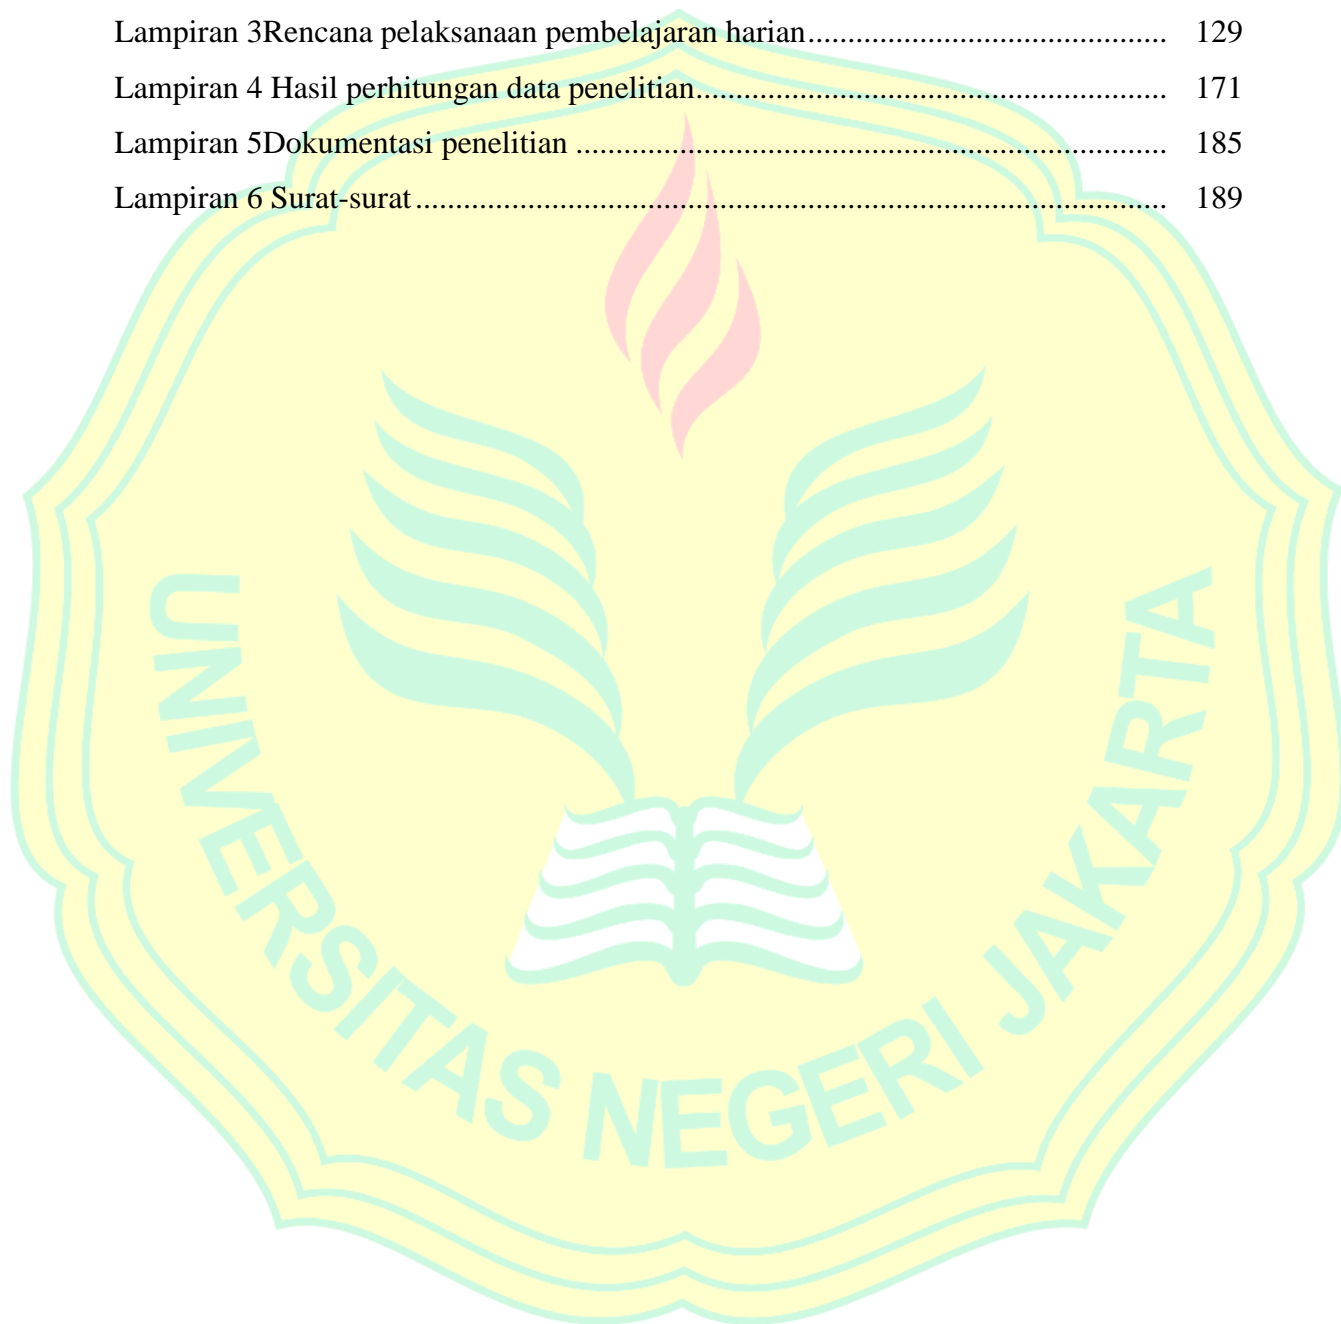 Lampiran 3Rencana pelaksanaan pembelajaran harian............................................. 129
Lampiran 4 Hasil perhitungan data penelitian........................................................... 171
Lampiran 5Dokumentasi penelitian .......................................................................... 185
Lampiran 6 Surat-surat.............................................................................................. 189
UNIVERSITAS NEGERI JAKARTA